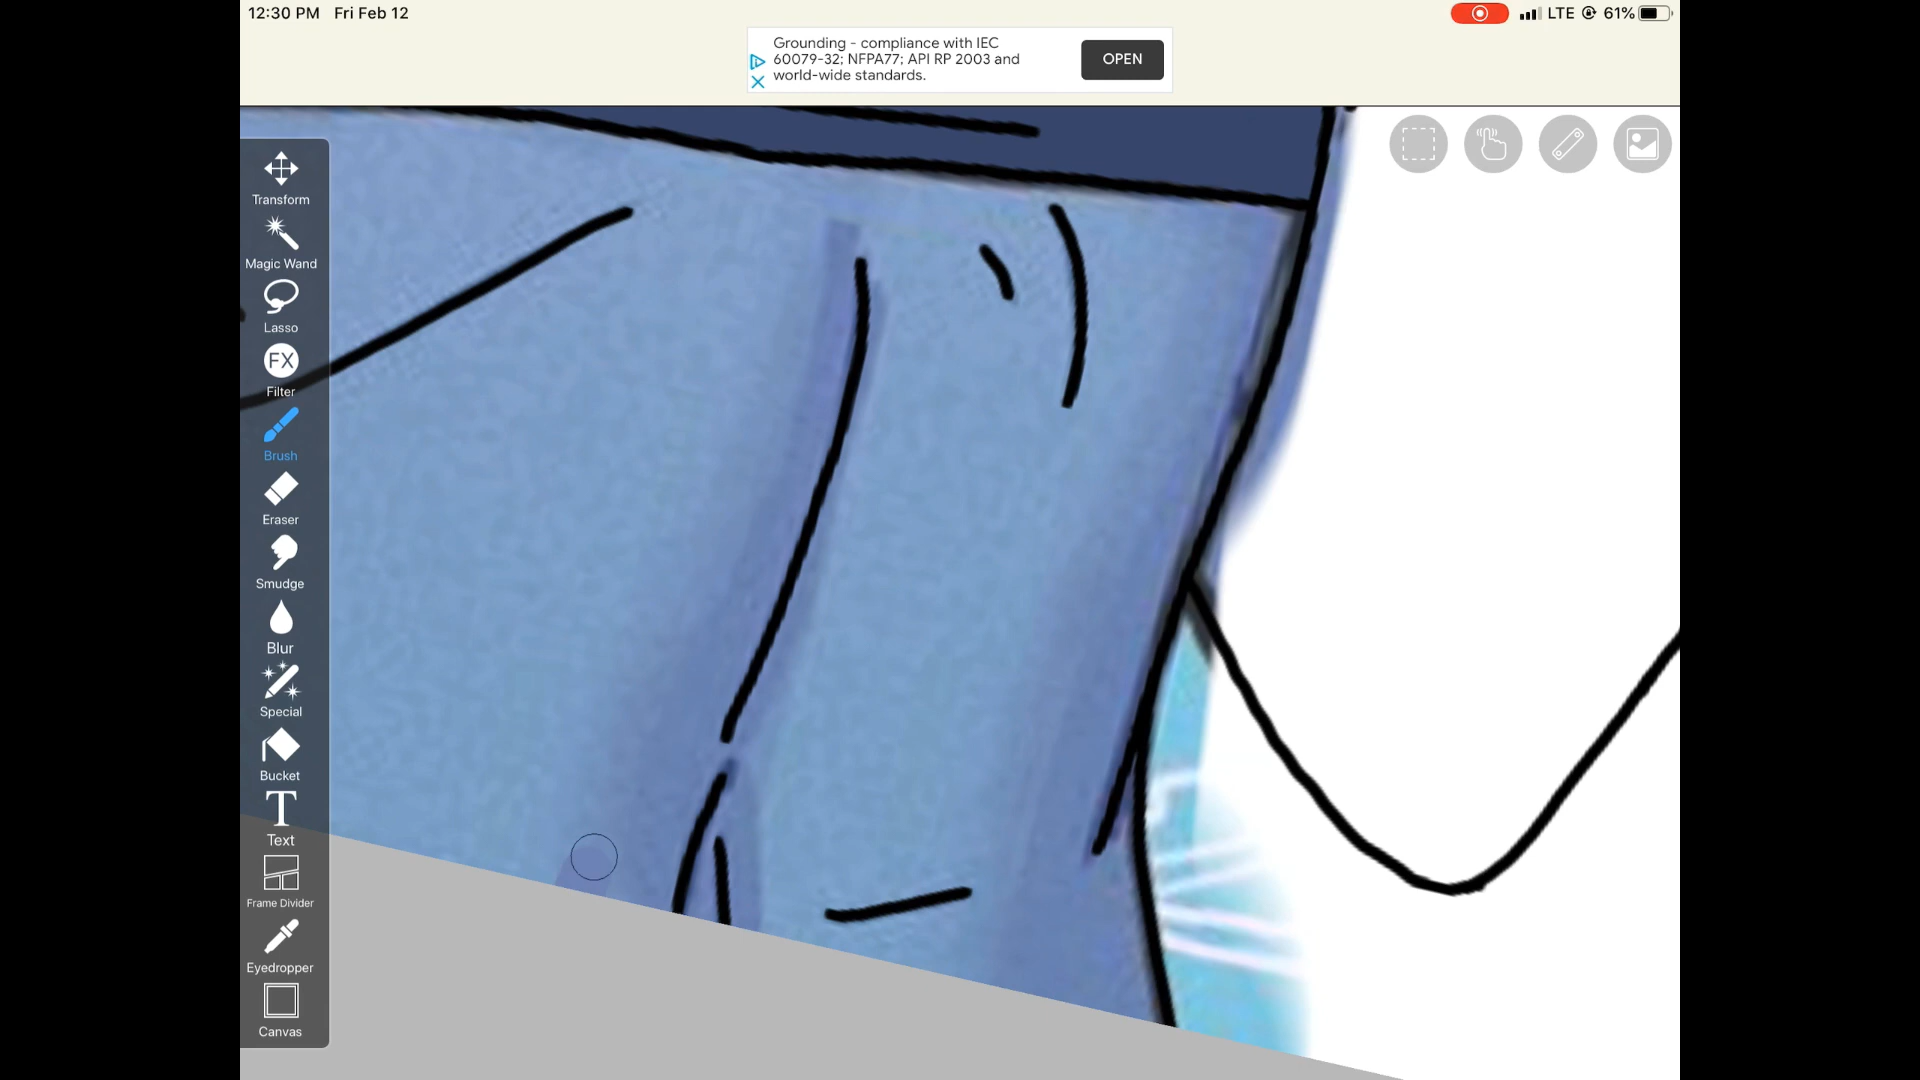 12:30 PM Fri Feb 12
LTE 61%
Grounding - compliance with IEC
60079-32; NFPA77; API RP 2003 and
world-wide standards.
OPEN
Transform
Magic Wand
Lasso
FX
Filter
Brush
Eraser
Smudge
Blur
Special
Bucket
T
Text
Frame Divider
Eyedropper
Canvas